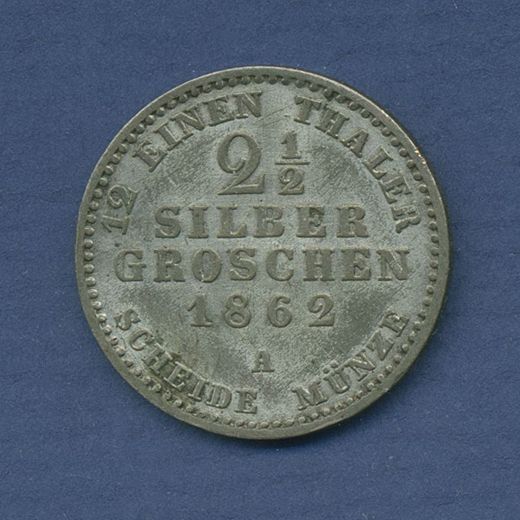 12 EINEN THALER
2 1/2
SILBER
GROSCHEN
1862
A
SCHEIDE MÜNZE